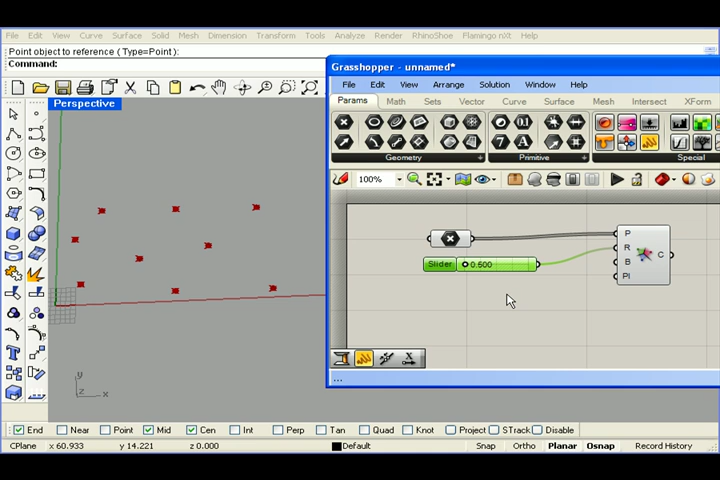 File Edit View Curve Surface Solid Mesh Dimension Transform Tools Analyze Render RhinoShoe Flamingo nXt Help
Point object to reference ( Type=Point ):
Command:
Perspective
Grasshopper - unnamed*
File Edit View Arrange Solution Window Help
Params Math Sets Vector Curve Surface Mesh Intersect XForm
Geometry Primitive Special
100%
P
R
B
Pl
C
Slider 0.500
y
z x
...
End Near Point Mid Cen Int Perp Tan Quad Knot Project STrack Disable
CPlane x 60.933 y 14.221 z 0.000 Default Snap Ortho Planar Osnap Record History